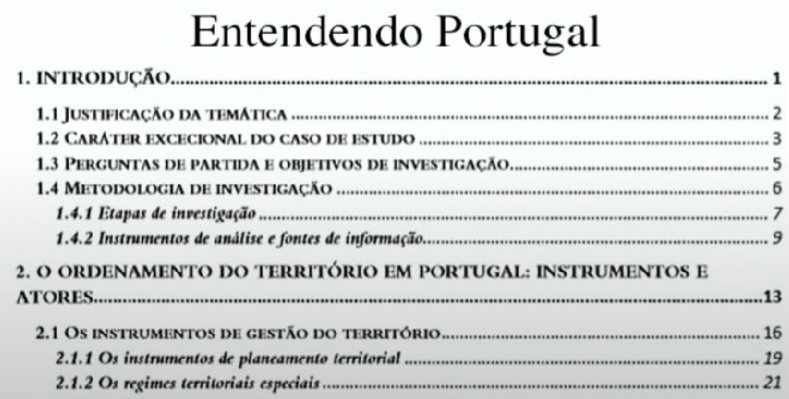 Entendendo Portugal
1. INTRODUÇÃO.......... 1
1.1 JUSTIFICAÇÃO DA TEMÁTICA .......... 2
1.2 CARÁTER EXCECIONAL DO CASO DE ESTUDO .......... 3
1.3 PERGUNTAS DE PARTIDA E OBJETIVOS DE INVESTIGAÇÃO.......... 5
1.4 METODOLOGIA DE INVESTIGAÇÃO .......... 6
1.4.1 Etapas de investigação .......... 7
1.4.2 Instrumentos de análise e fontes de informação.......... 9
2. O ORDENAMENTO DO TERRITÓRIO EM PORTUGAL: INSTRUMENTOS E
ATORES..........13
2.1 OS INSTRUMENTOS DE GESTÃO DO TERRITÓRIO.......... 16
2.1.1 Os instrumentos de planeamento territorial .......... 19
2.1.2 Os regimes territoriais especiais .......... 21